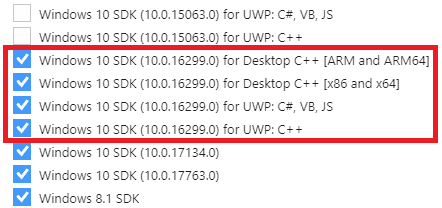 Windows 10 SDK (10.0.15063.0) for UWP: C#, VB, JS
Windows 10 SDK (10.0.15063.0) for UWP: C++
Windows 10 SDK (10.0.16299.0) for Desktop C++ [ARM and ARM64]
Windows 10 SDK (10.0.16299.0) for Desktop C++ [x86 and x64]
Windows 10 SDK (10.0.16299.0) for UWP: C#, VB, JS
Windows 10 SDK (10.0.16299.0) for UWP: C++
Windows 10 SDK (10.0.17134.0)
Windows 10 SDK (10.0.17763.0)
Windows 8.1 SDK